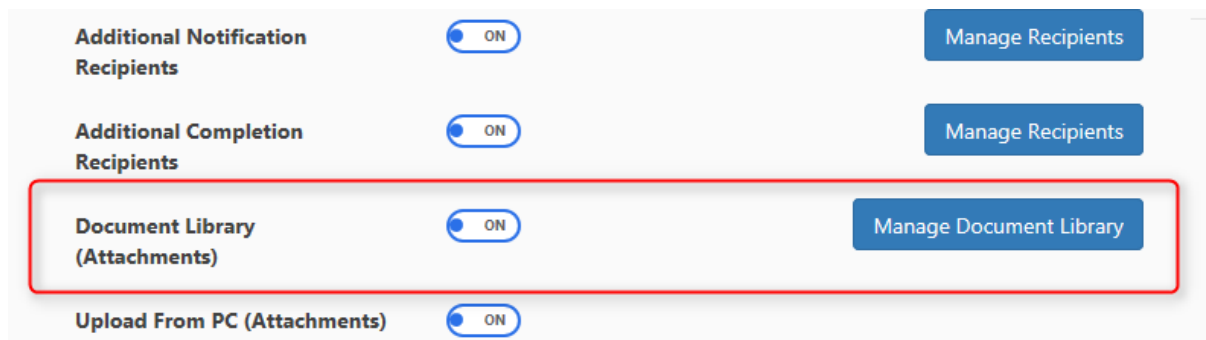 Additional Notification
Recipients
ON
Manage Recipients
Additional Completion
Recipients
ON
Manage Recipients
Document Library
(Attachments)
ON
Manage Document Library
Upload From PC (Attachments)
ON